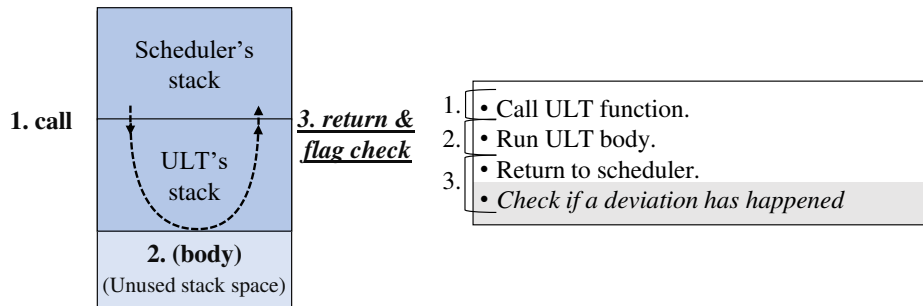 Scheduler's
stack
1. call
3. return &
flag check
ULT's
stack
2. (body)
(Unused stack space)
1.
• Call ULT function.
2.
• Run ULT body.
3.
• Return to scheduler.
• Check if a deviation has happened